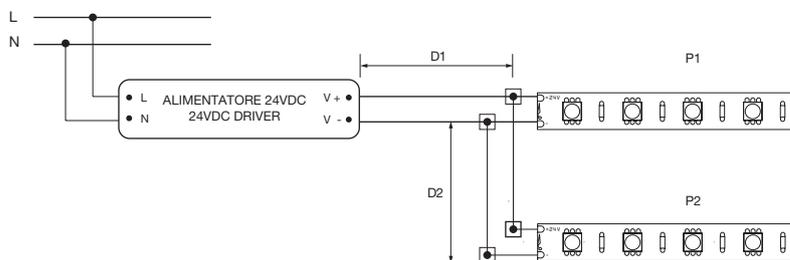 L
N
D1
P1
L ALIMENTATORE 24VDC V +
N 24VDC DRIVER V -
+24V
-
D2
P2
+24V